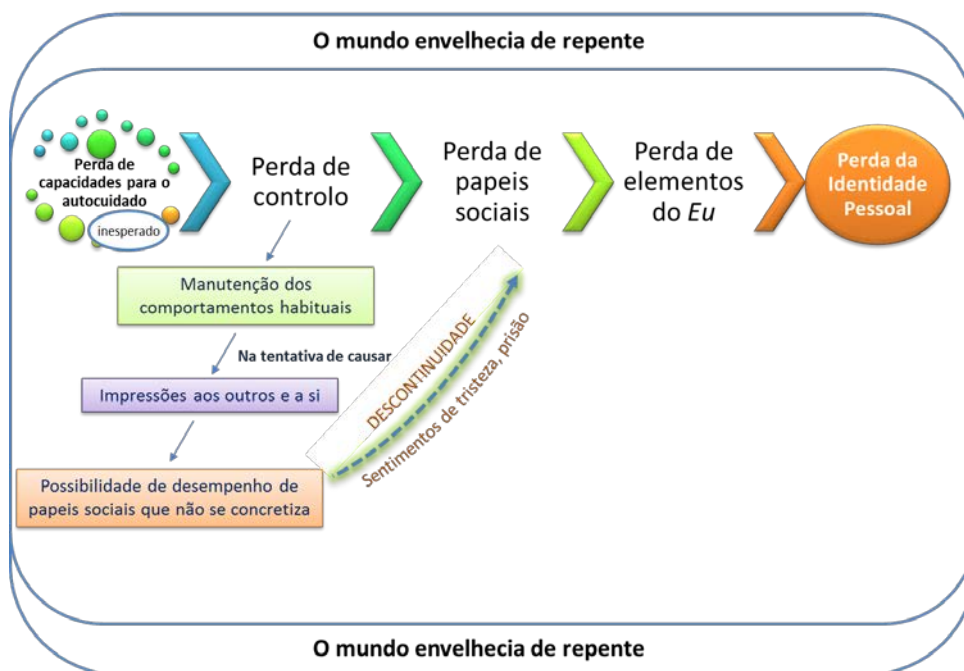 O mundo envelhecia de repente
Perda de
capacidades para o
autocuidado
inesperado
Perda de
controlo
Perda de
papeis
sociais
Perda de
elementos
do Eu
Perda da
Identidade
Pessoal
Manutenção dos
comportamentos habituais
Na tentativa de causar
Impressões aos outros e a si
Possibilidade de desempenho de
papeis sociais que não se concretiza
DESCONTINUIDADE
Sentimentos de tristeza, prisão
O mundo envelhecia de repente